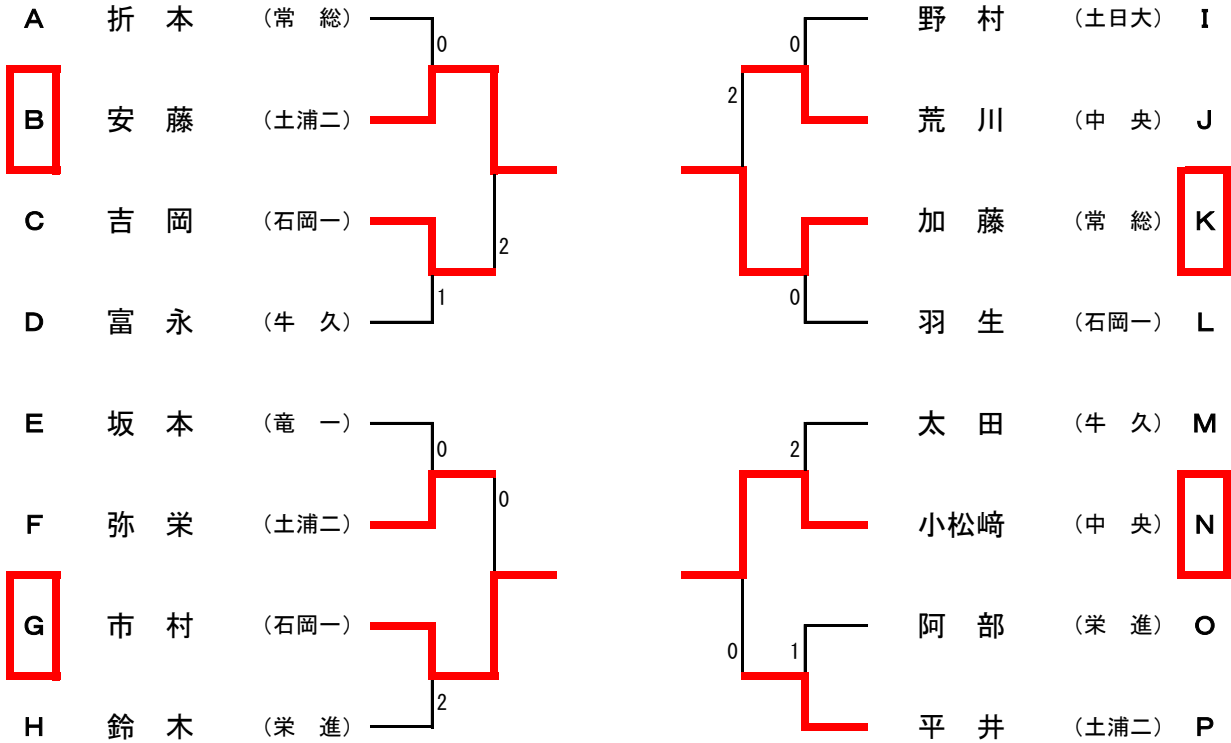 A 折 本 （常 総） 0 0 野 村 （土日大） I
B 安 藤 （土浦二） 2 荒 川 （中 央） J
C 吉 岡 （石岡一） 2 加 藤 （常 総） K
D 富 永 （牛 久） 1 0 羽 生 （石岡一） L
E 坂 本 （竜 一） 0 2 太 田 （牛 久） M
F 弥 栄 （土浦二） 0 小松﨑 （中 央） N
G 市 村 （石岡一） 0 1 阿 部 （栄 進） O
H 鈴 木 （栄 進） 2 平 井 （土浦二） P